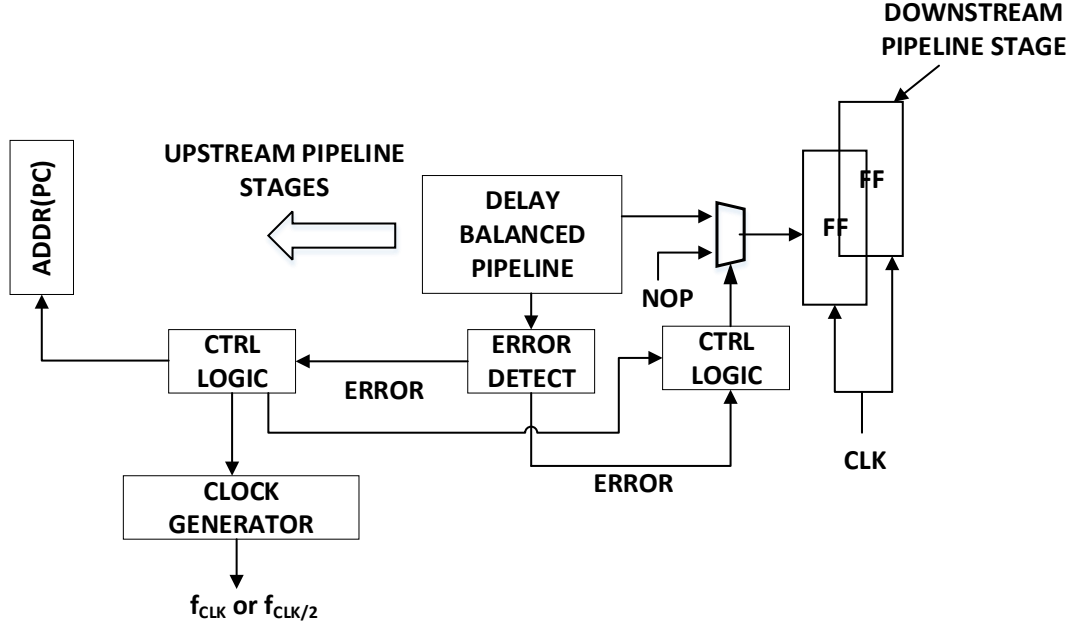 DOWNSTREAM
PIPELINE STAGE
UPSTREAM PIPELINE
STAGES
ADDR(PC)
DELAY
BALANCED
PIPELINE
FF
FF
NOP
CTRL
LOGIC
ERROR
DETECT
CTRL
LOGIC
ERROR
CLK
ERROR
CLOCK
GENERATOR
fCLK or fCLK/2